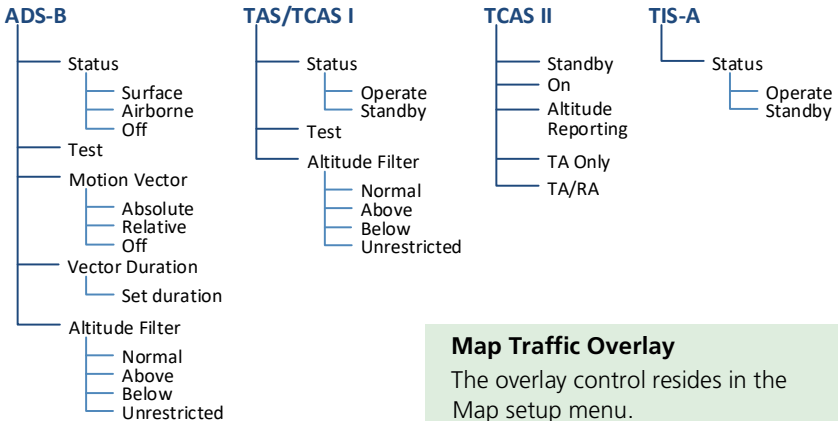 ADS-B
Status
Surface
Airborne
Off
Test
Motion Vector
Absolute
Relative
Off
Vector Duration
Set duration
Altitude Filter
Normal
Above
Below
Unrestricted
TAS/TCAS I
Status
Operate
Standby
Test
Altitude Filter
Normal
Above
Below
Unrestricted
TCAS II
Standby
On
Altitude
Reporting
TA Only
TA/RA
TIS-A
Status
Operate
Standby
Map Traffic Overlay
The overlay control resides in the
Map setup menu.